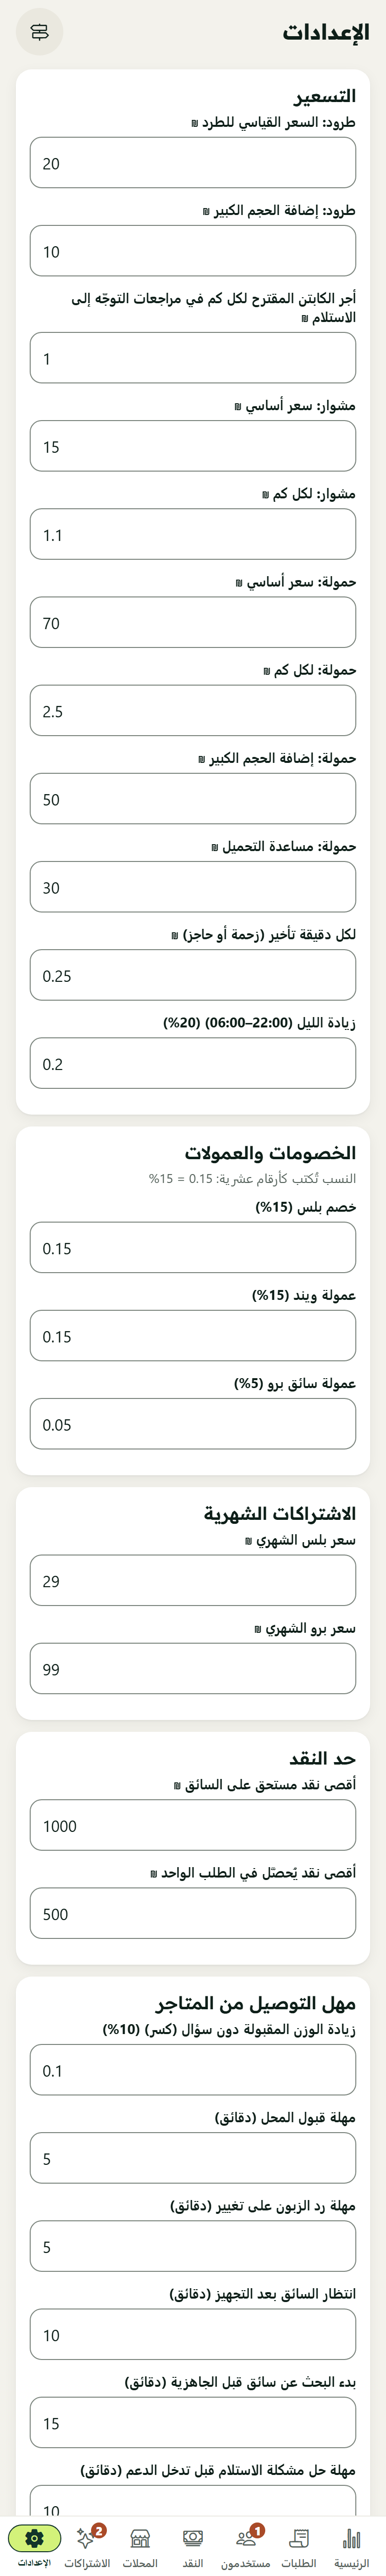 الإعدادات
التسعير
طرود: السعر القياسي للطرد ₪
20
طرود: إضافة الحجم الكبير ₪
10
أجر الكابتن المقترح لكل كم في مراجعات التوجّه إلى
الاستلام ₪
1
مشوار: سعر أساسي ₪
15
مشوار: لكل كم ₪
1.1
حمولة: سعر أساسي ₪
70
حمولة: لكل كم ₪
2.5
حمولة: إضافة الحجم الكبير ₪
50
حمولة: مساعدة التحميل ₪
30
لكل دقيقة تأخير (زحمة أو حاجز) ₪
0.25
زيادة الليل (22:00–06:00) (20%)
0.2
الخصومات والعمولات
النسب تُكتب كأرقام عشرية: 0.15 = 15%
خصم بلس (15%)
0.15
عمولة ويند (15%)
0.15
عمولة سائق برو (5%)
0.05
الاشتراكات الشهرية
سعر بلس الشهري ₪
29
سعر برو الشهري ₪
99
حد النقد
أقصى نقد مستحق على السائق ₪
1000
أقصى نقد يُحصّل في الطلب الواحد ₪
500
مهل التوصيل من المتاجر
زيادة الوزن المقبولة دون سؤال (كسر) (10%)
0.1
مهلة قبول المحل (دقائق)
5
مهلة رد الزبون على تغيير (دقائق)
5
انتظار السائق بعد التجهيز (دقائق)
10
بدء البحث عن سائق قبل الجاهزية (دقائق)
15
مهلة حل مشكلة الاستلام قبل تدخل الدعم (دقائق)
10
1
2
الرئيسية
الطلبات
مستخدمون
النقد
المحلات
الاشتراكات
الإعدادات